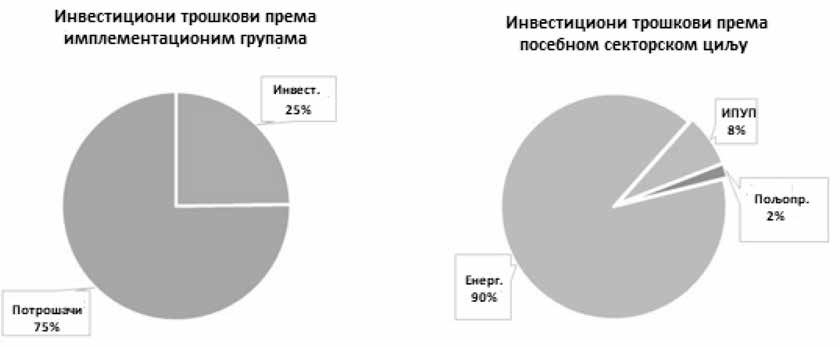 Инвестициони трошкови према
имплементационим групама
Инвест.
25%
Потрошачи
75%
Инвестициони трошкови према
посебном секторском циљу
ИПУП
8%
Пољопр.
2%
Енерг.
90%